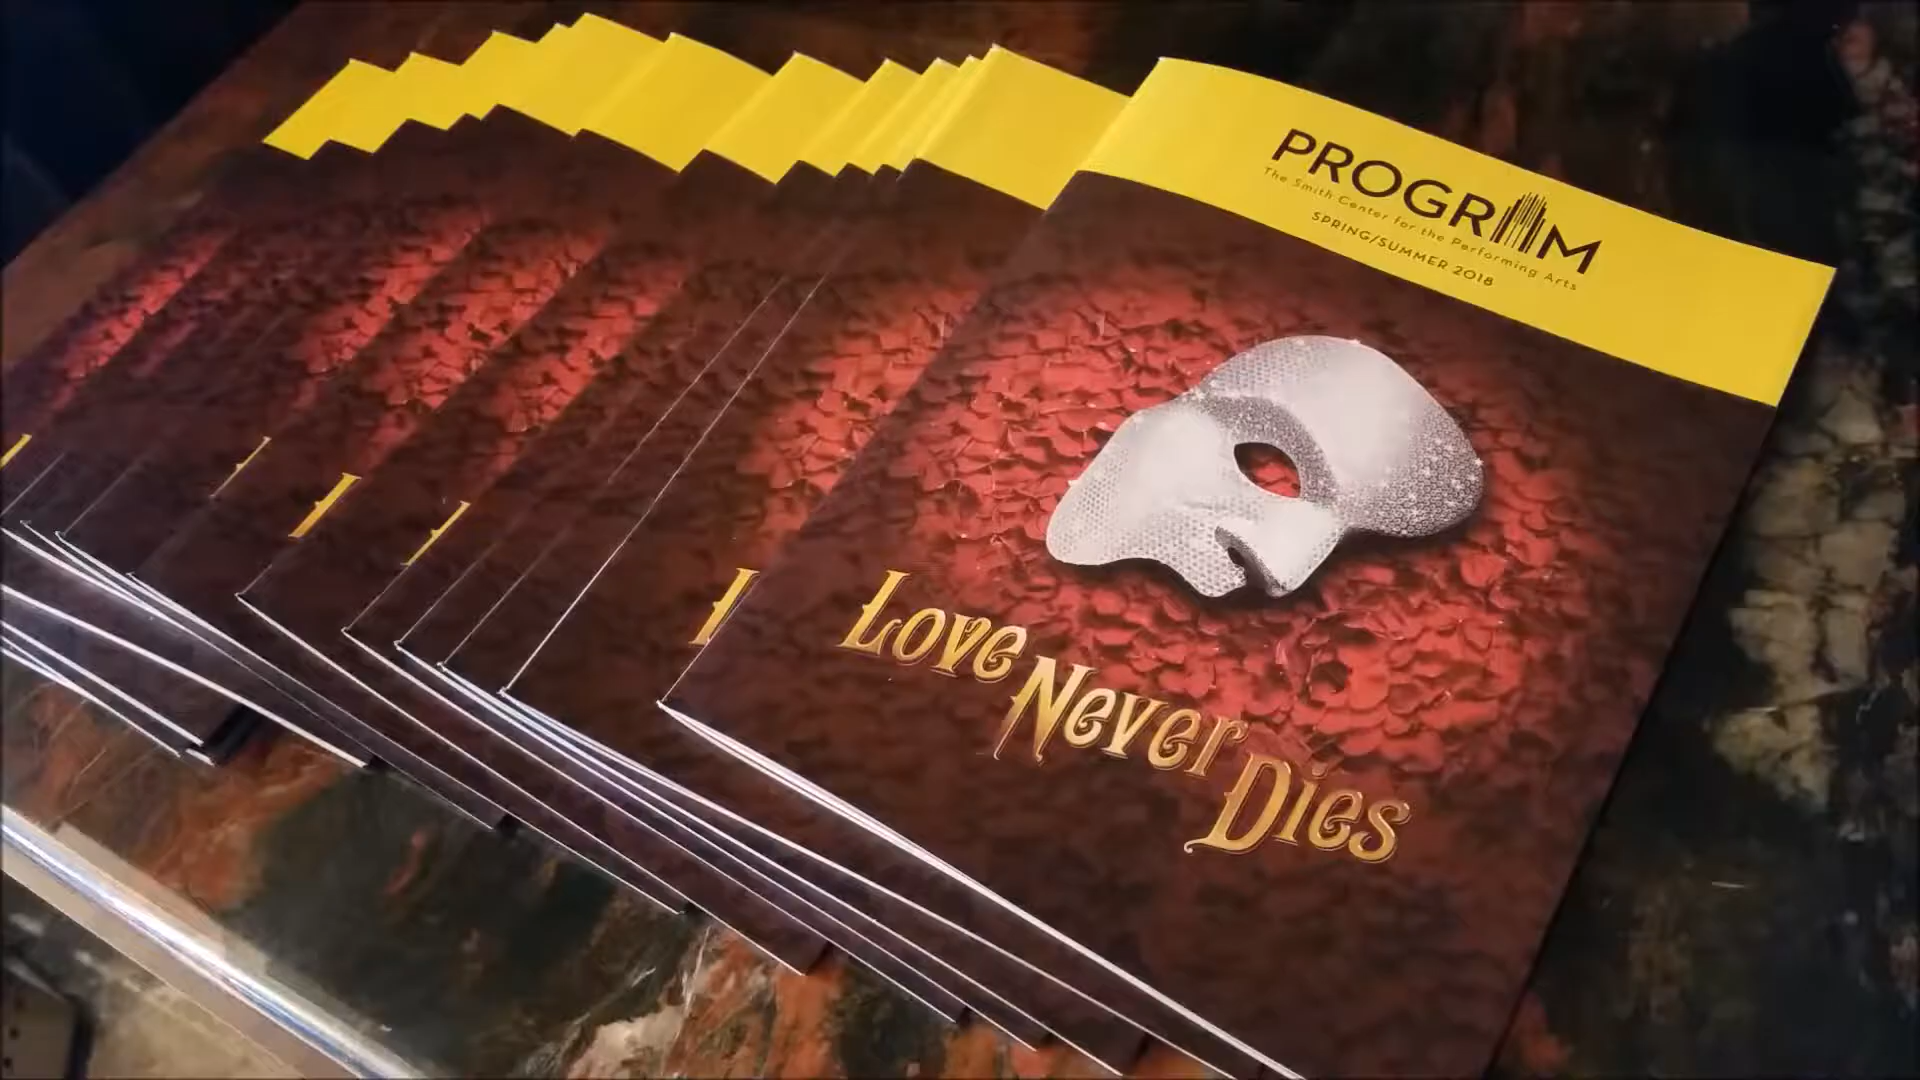 PROGRAM
The Smith Center for the Performing Arts
SPRING/SUMMER 2018
Love
Never
Dies